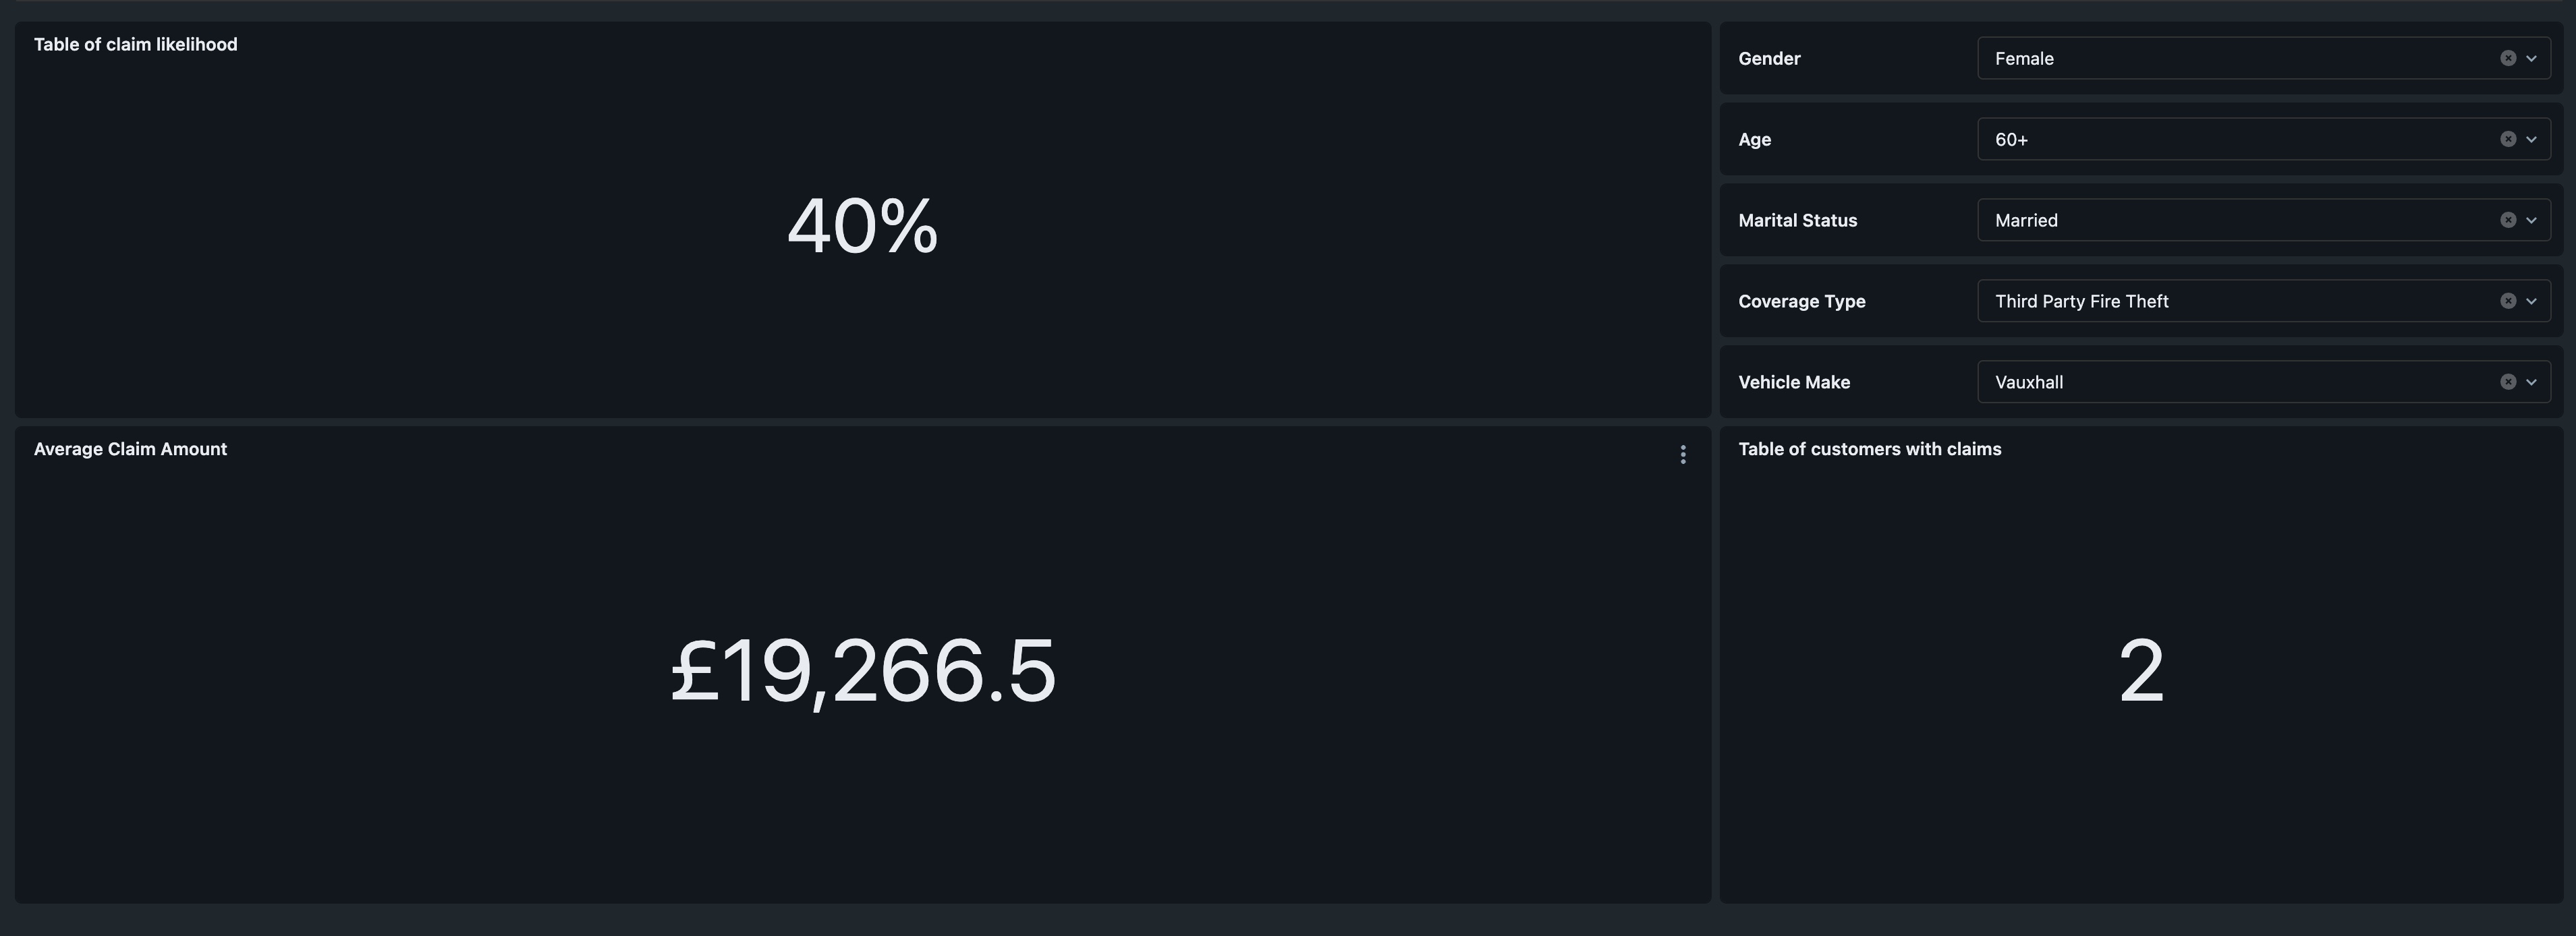 Table of claim likelihood
40%
Gender
Female
Age
60+
Marital Status
Married
Coverage Type
Third Party Fire Theft
Vehicle Make
Vauxhall
Average Claim Amount
£19,266.5
Table of customers with claims
2